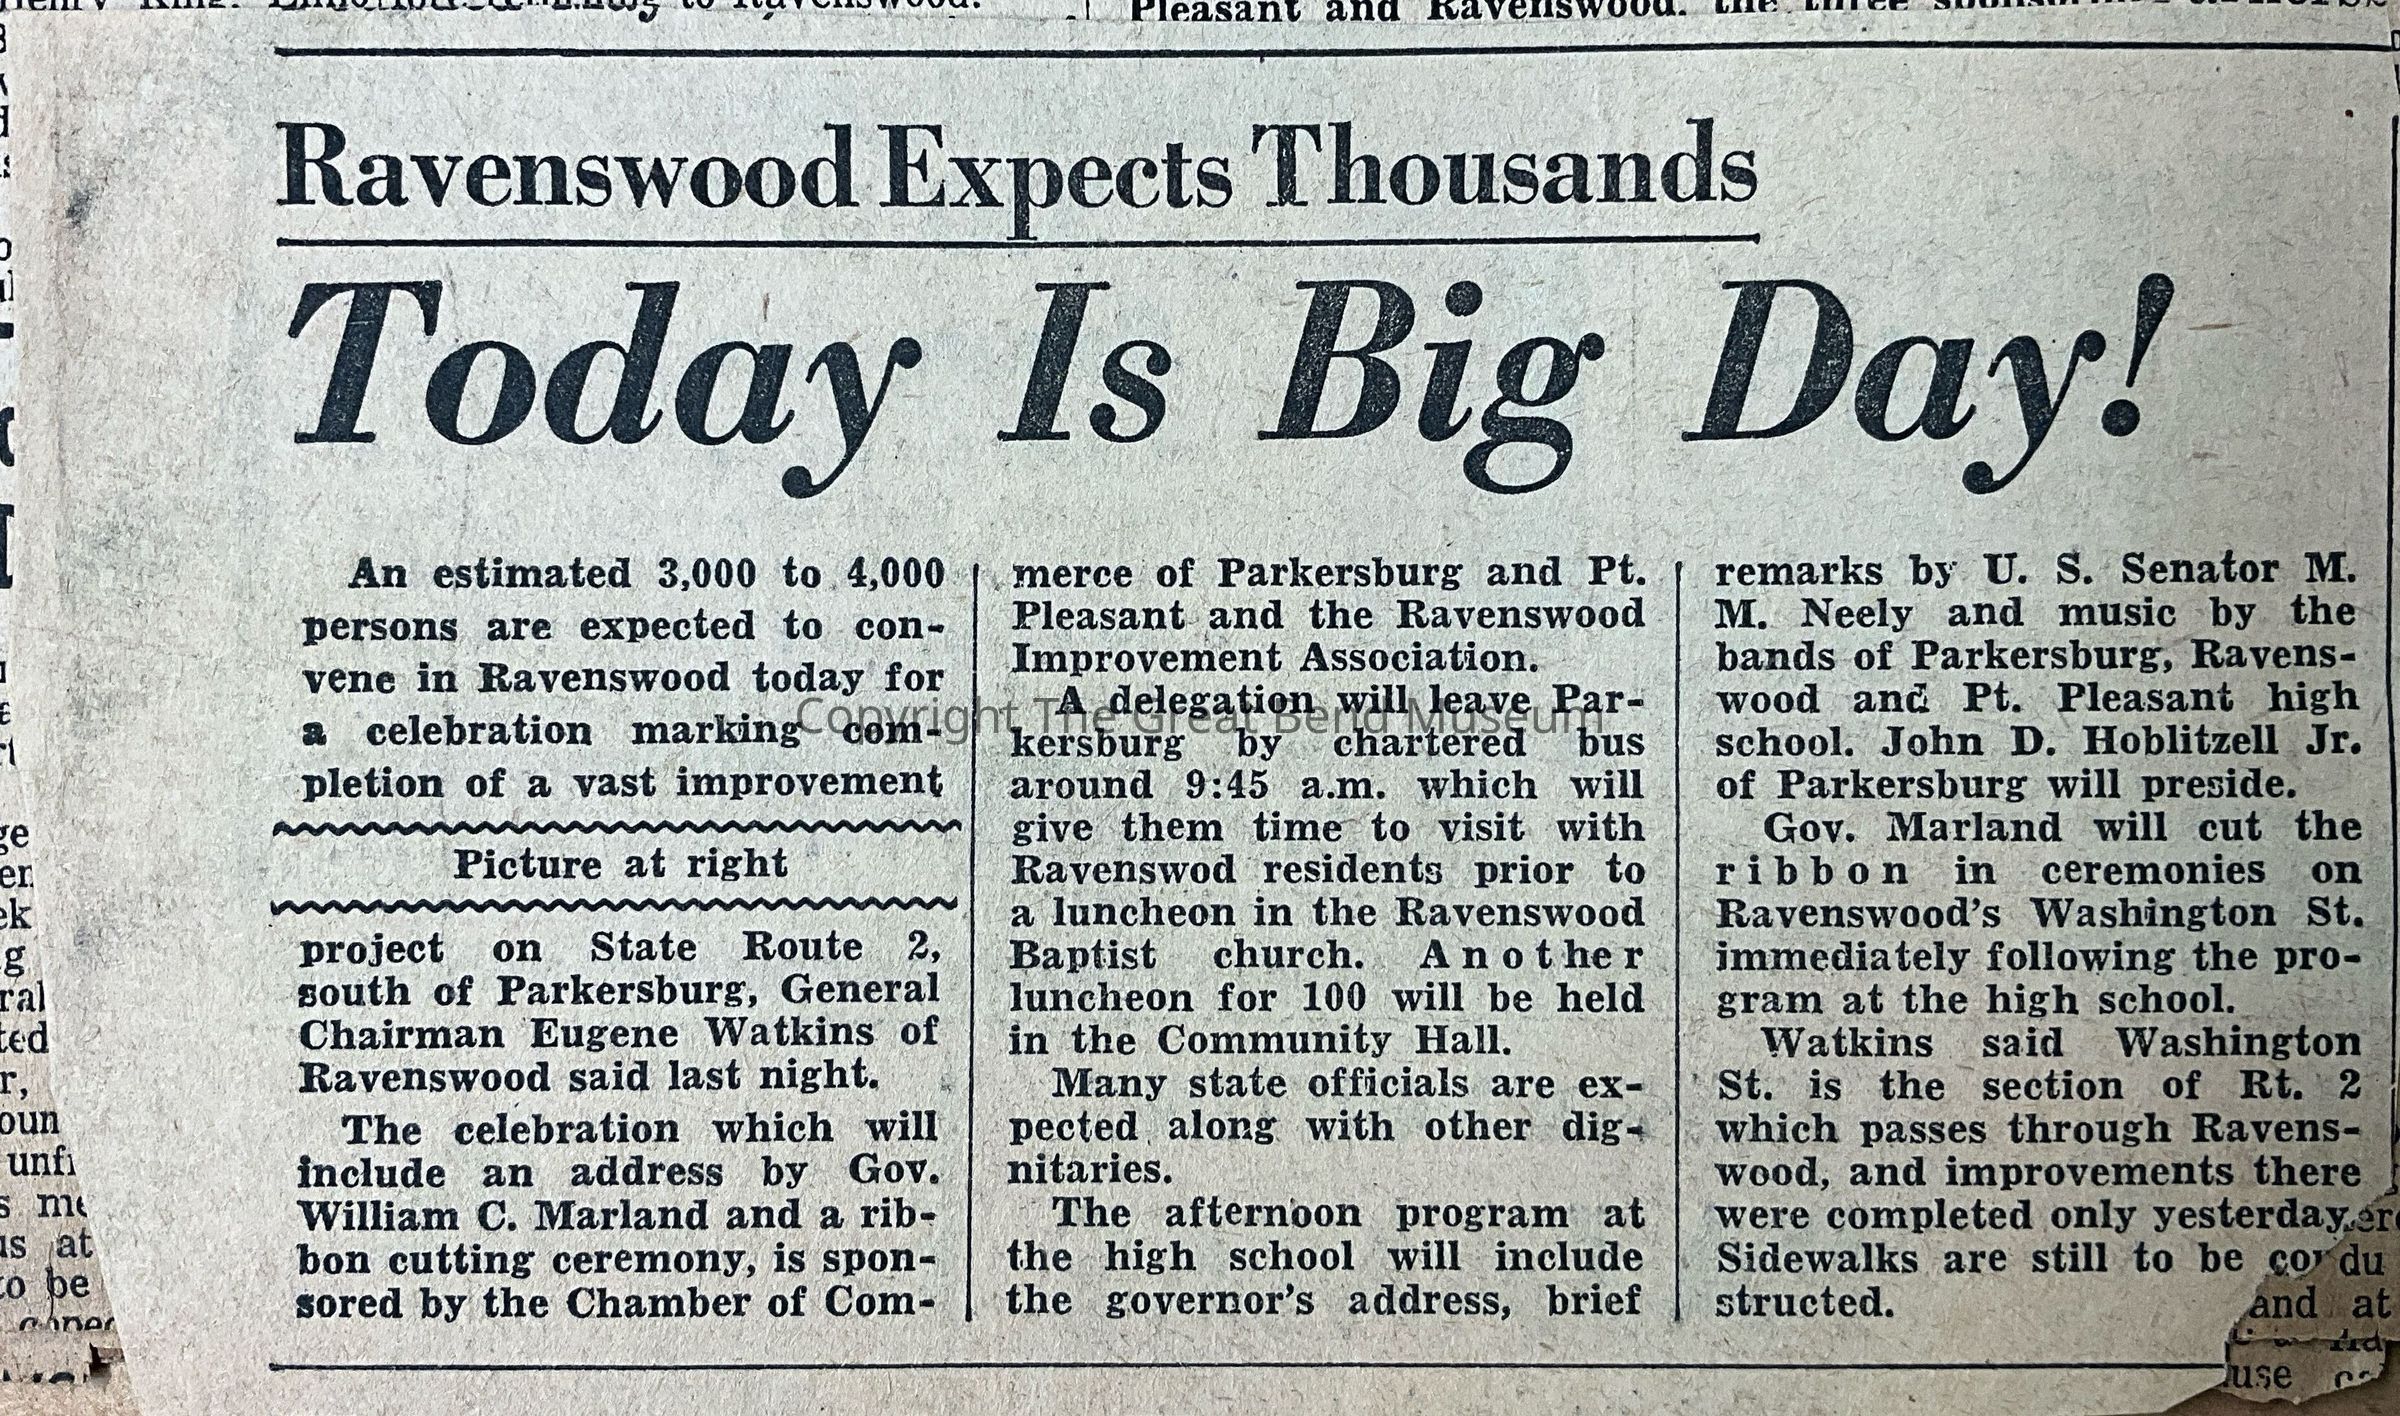 Pleasant and Ravenswood, the three
Ravenswood Expects Thousands
Today Is Big Day!
An estimated 3,000 to 4,000
persons are expected to con-
vene in Ravenswood today for
a celebration marking com-
pletion of a vast improvement
Picture at right
project on State Route 2,
south of Parkersburg, General
Chairman Eugene Watkins of
Ravenswood said last night.
The celebration which will
include an address by Gov.
William C. Marland and a rib-
bon cutting ceremony, is spon-
sored by the Chamber of Com-
merce of Parkersburg and Pt.
Pleasant and the Ravenswood
Improvement Association.
A delegation will leave Par-
kersburg by chartered bus
around 9:45 a.m. which will
give them time to visit with
Ravenswod residents prior to
a luncheon in the Ravenswood
Baptist church. Another
luncheon for 100 will be held
in the Community Hall.
Many state officials are ex-
pected along with other dig-
nitaries.
The afternoon program at
the high school will include
the governor's address, brief
remarks by U. S. Senator M.
M. Neely and music by the
bands of Parkersburg, Ravens-
wood and Pt. Pleasant high
school. John D. Hoblitzell Jr.
of Parkersburg will preside.
Gov. Marland will cut the
ribbon in ceremonies on
Ravenswood's Washington St.
immediately following the pro-
gram at the high school.
Watkins said Washington
St. is the section of Rt. 2
which passes through Ravens-
wood, and improvements there
were completed only yesterday.
Sidewalks are still to be con-
structed.
and at
Copyright The Great Bend Museum